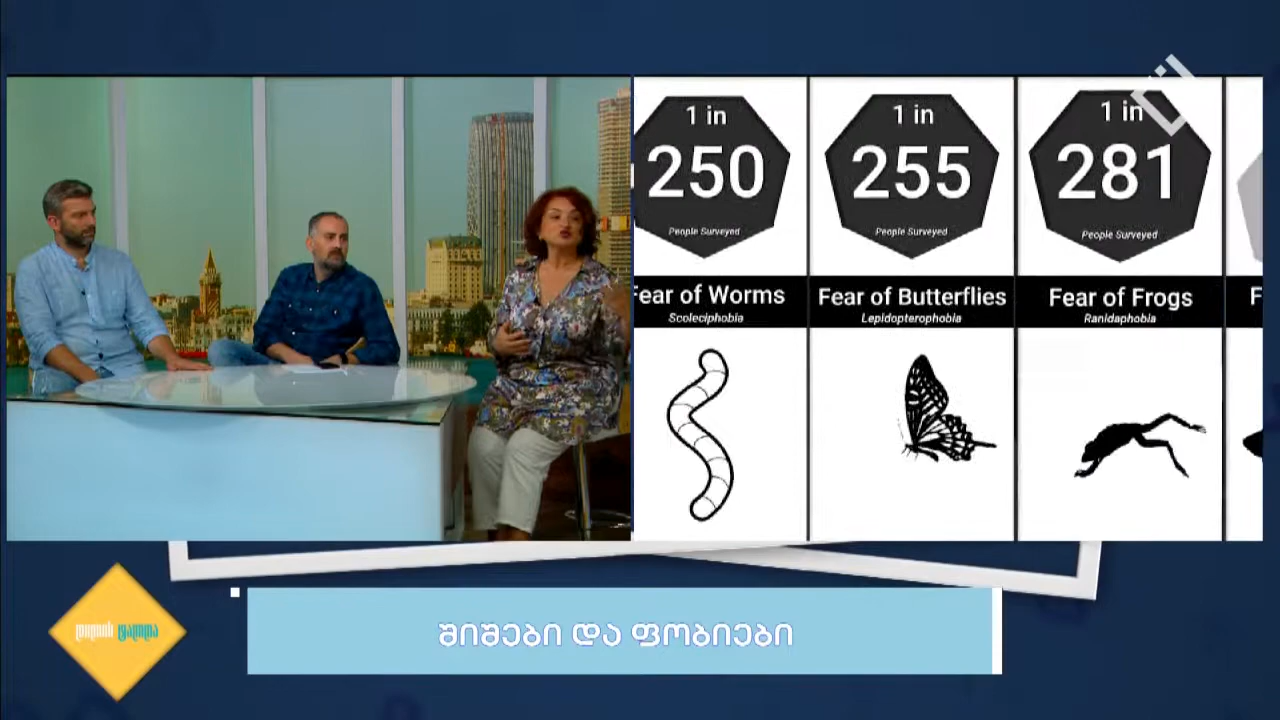 1 in
250
People Surveyed
Fear of Worms
Scoleciphobia
1 in
255
People Surveyed
Fear of Butterflies
Lepidopterophobia
1 in
281
People Surveyed
Fear of Frogs
Ranidaphobia
F
შიშები და ფობიები